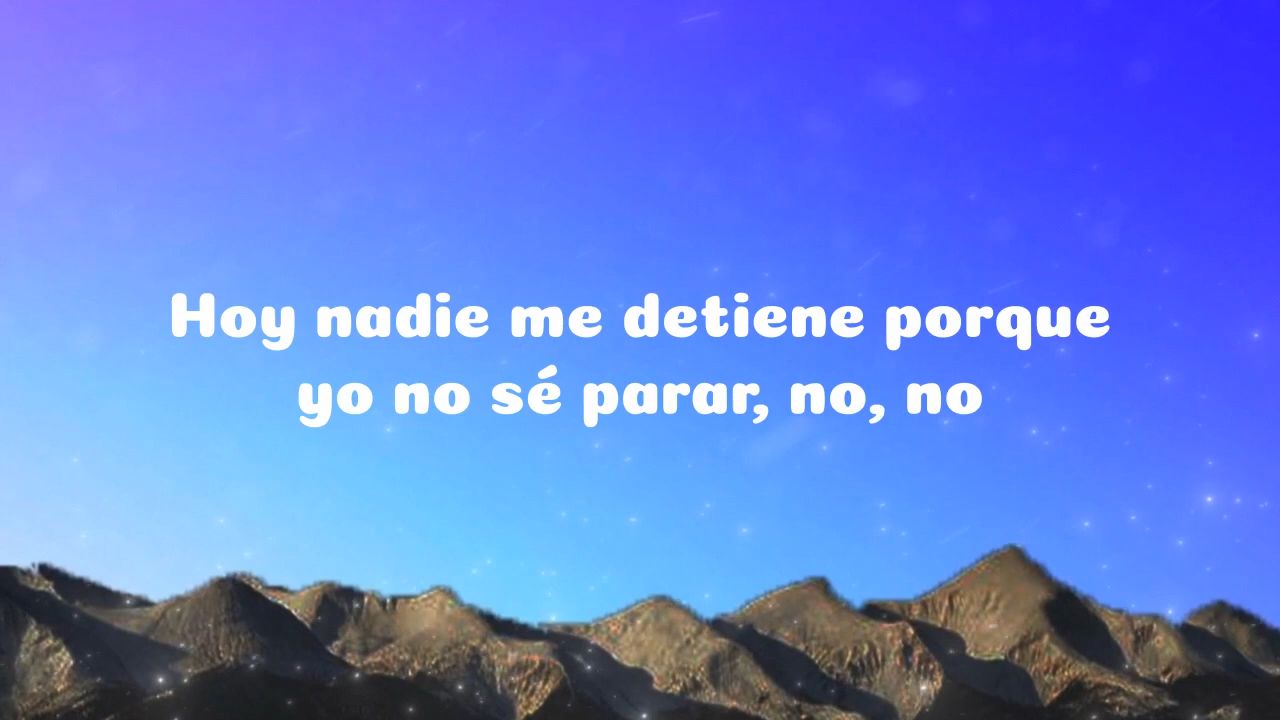 Hoy nadie me detiene porque
yo no sé parar, no, no